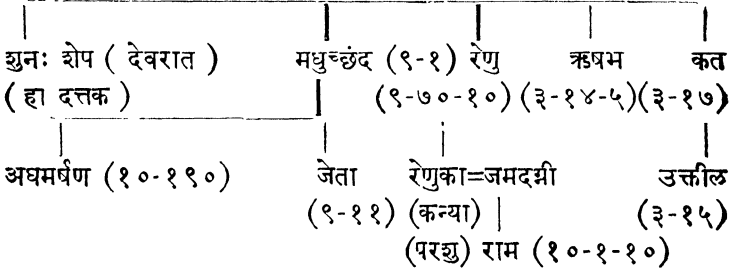 शुनः शेप ( देवरात ) मधुच्छंद (९-१) रेणु ऋषभ कत
( हा दत्तक ) (९-७०-१०) (३-१४-५)(३-१७)
अघमर्षण (१०-१९०) जेता रेणुका=जमदग्नी उत्कील
(९-११) (कन्या) (३-१५)
(परशु) राम (१०-१-१०)